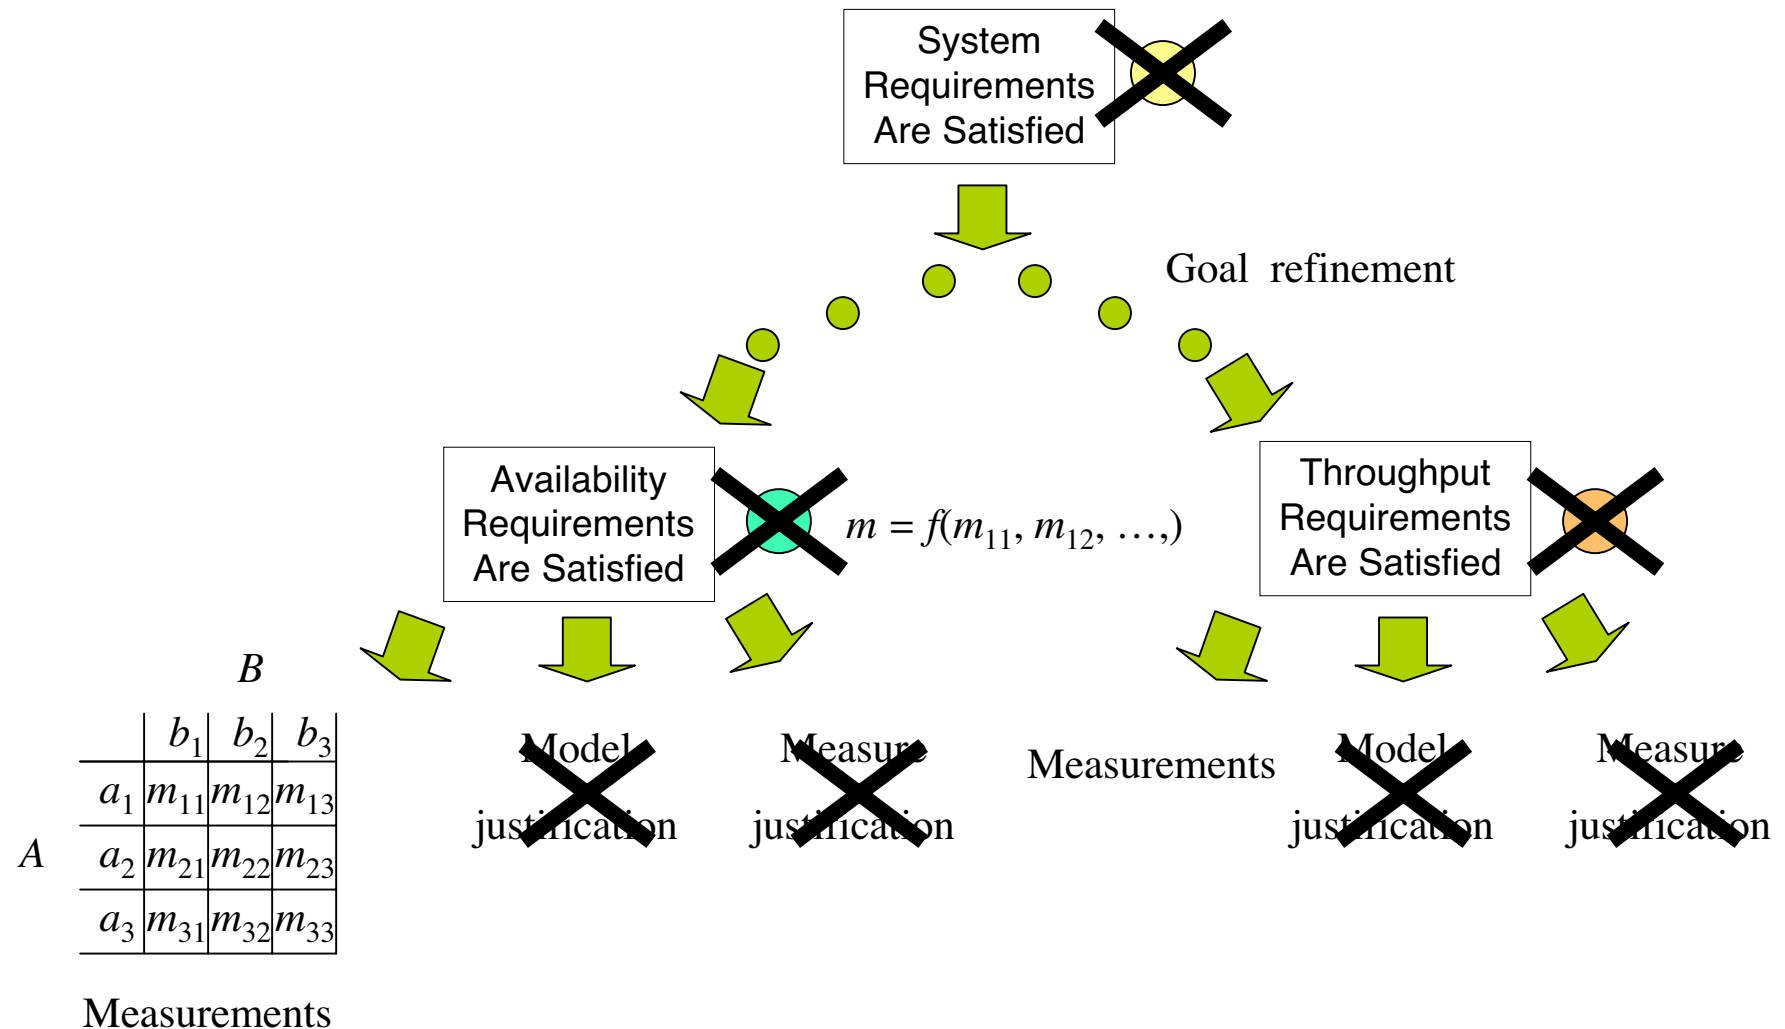 System
Requirements
Are Satisfied
Goal refinement
Availability
Requirements
Are Satisfied
m = f(m11, m12, …,)
Throughput
Requirements
Are Satisfied
B
b1 b2 b3
a1 m11 m12 m13
A
a2 m21 m22 m23
a3 m31 m32 m33
Measurements
Model
justification
Measure
justification
Measurements
Model
justification
Measure
justification